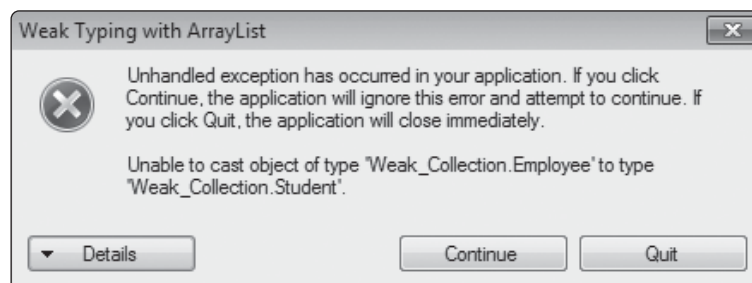 Weak Typing with ArrayList
Unhandled exception has occurred in your application. If you click
Continue, the application will ignore this error and attempt to continue. If
you click Quit, the application will close immediately.
Unable to cast object of type 'Weak_Collection.Employee' to type
'Weak_Collection.Student'.
Details
Continue
Quit